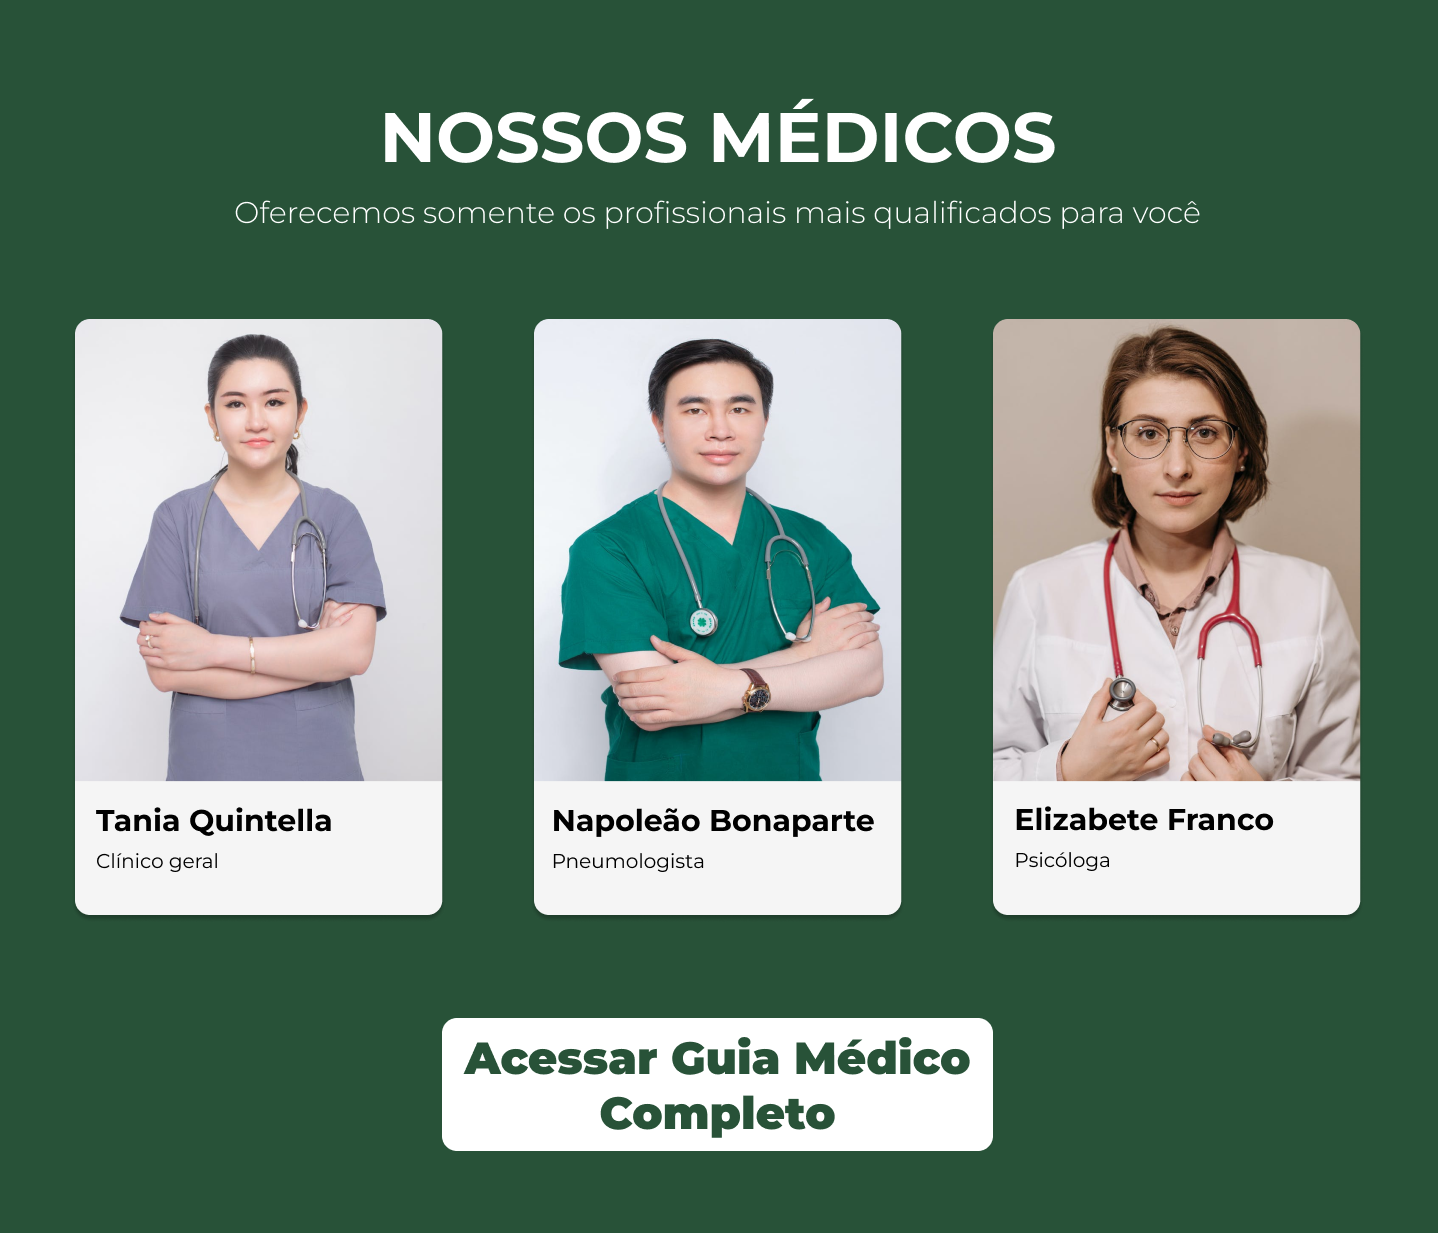 NOSSOS MÉDICOS
Oferecemos somente os profissionais mais qualificados para você
Tania Quintella
Clínico geral
Napoleão Bonaparte
Pneumologista
Elizabete Franco
Psicóloga
Acessar Guia Médico
Completo